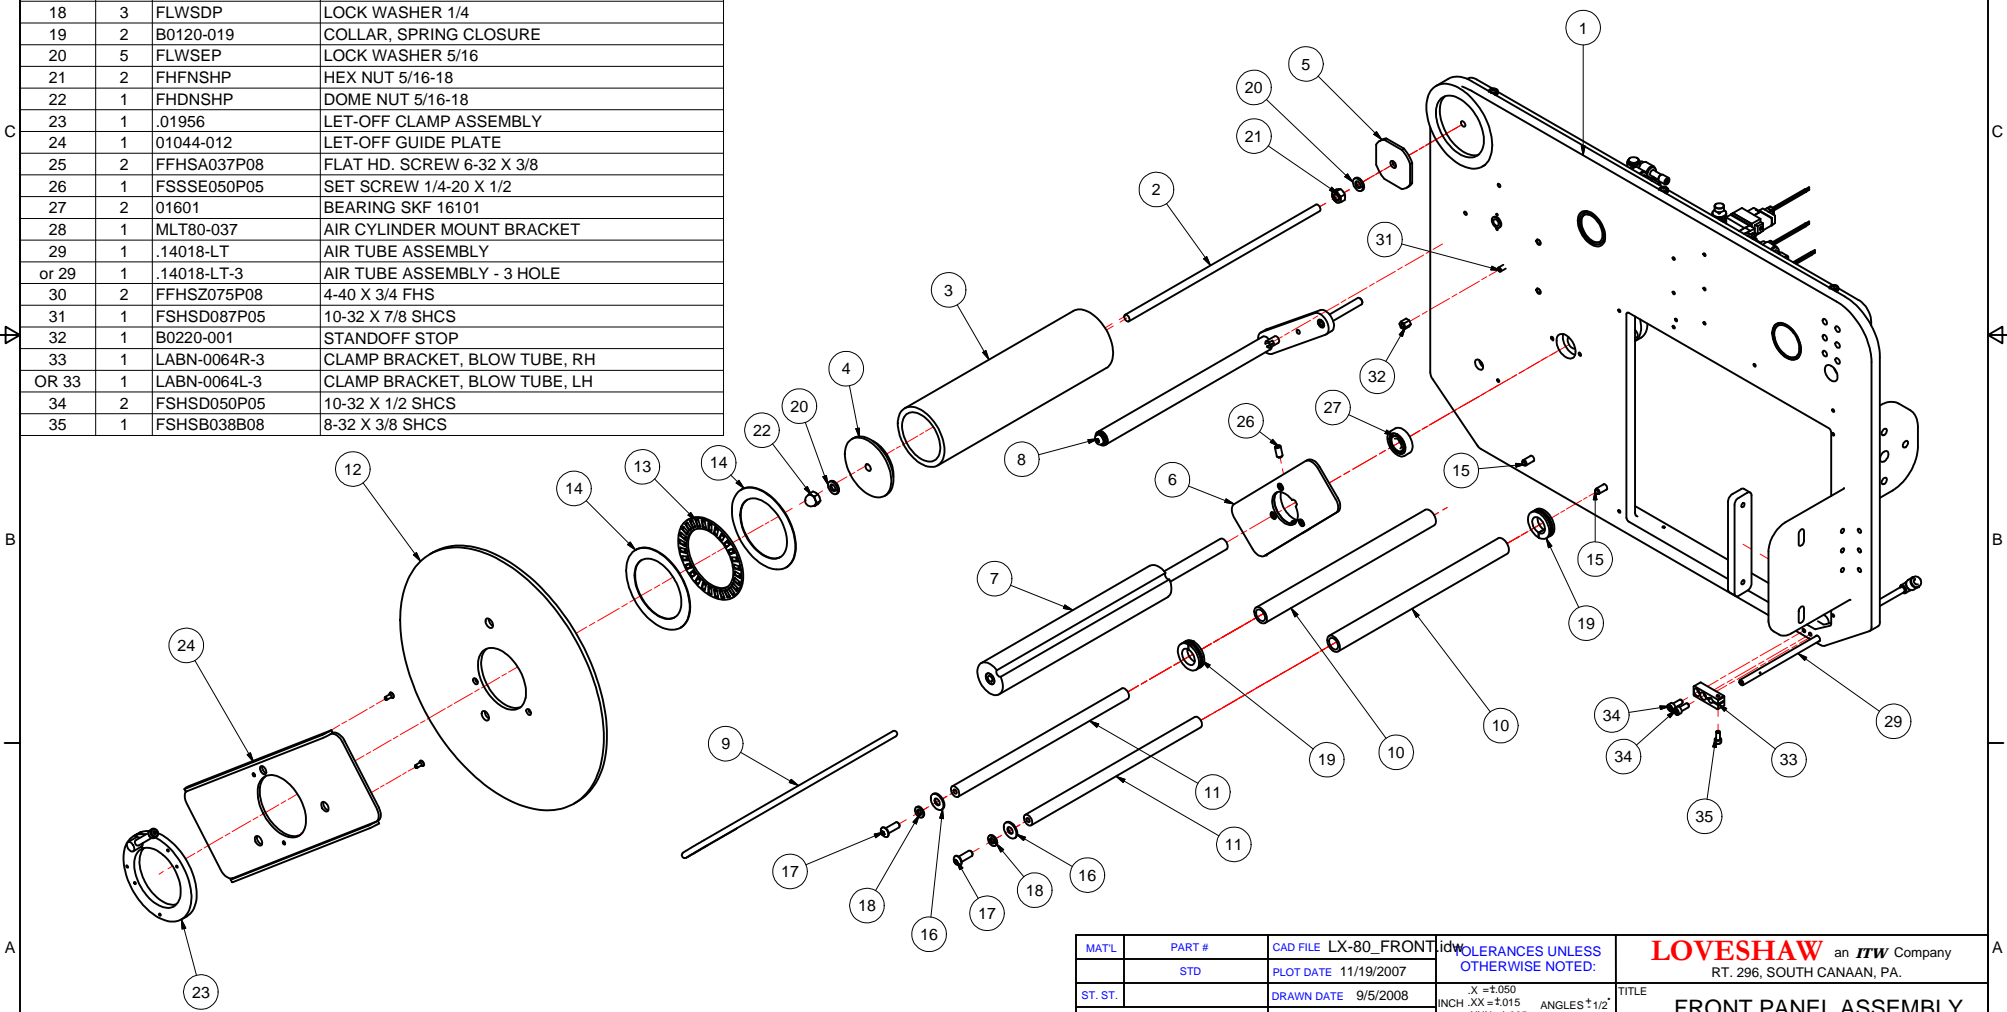 18 3 FLWSDP LOCK WASHER 1/4
19 2 B0120-019 COLLAR, SPRING CLOSURE
20 5 FLWSEP LOCK WASHER 5/16
21 2 FHFNSHP HEX NUT 5/16-18
22 1 FHDNSHP DOME NUT 5/16-18
23 1 .01956 LET-OFF CLAMP ASSEMBLY
24 1 01044-012 LET-OFF GUIDE PLATE
25 2 FFHSA037P08 FLAT HD. SCREW 6-32 X 3/8
26 1 FSSSE050P05 SET SCREW 1/4-20 X 1/2
27 2 01601 BEARING SKF 16101
28 1 MLT80-037 AIR CYLINDER MOUNT BRACKET
29 1 .14018-LT AIR TUBE ASSEMBLY
or 29 1 .14018-LT-3 AIR TUBE ASSEMBLY - 3 HOLE
30 2 FFHSZ075P08 4-40 X 3/4 FHS
31 1 FSHSD087P05 10-32 X 7/8 SHCS
32 1 B0220-001 STANDOFF STOP
33 1 LABN-0064R-3 CLAMP BRACKET, BLOW TUBE, RH
OR 33 1 LABN-0064L-3 CLAMP BRACKET, BLOW TUBE, LH
34 2 FSHSD050P05 10-32 X 1/2 SHCS
35 1 FSHSB038B08 8-32 X 3/8 SHCS
1
5
20
C
C
21
2
31
3
4
32
20
27
26
22
8
14
13
12
14
15
6
B
B
15
7
19
24
34
10
29
9
10
34
33
19
11
35
11
17
16
18
18
17
16
A
A
23
MAT'L PART # CAD FILE LX-80_FRONT.idw TOLERANCES UNLESS OTHERWISE NOTED: LOVESHAW an ITW Company
STD PLOT DATE 11/19/2007 RT. 296, SOUTH CANAAN, PA.
ST. ST. DRAWN DATE 9/5/2008 .X =±.050 TITLE
INCH .XX =±.015 ANGLES ±1/2° FRONT PANEL ASSEMBLY